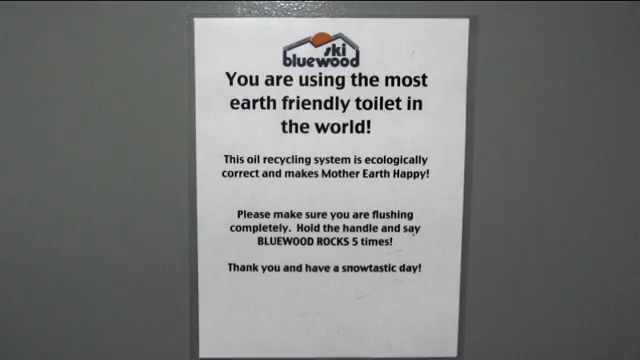 ski
bluewood
You are using the most
earth friendly toilet in
the world!
This oil recycling system is ecologically
correct and makes Mother Earth Happy!
Please make sure you are flushing
completely.  Hold the handle and say
BLUEWOOD ROCKS 5 times!
Thank you and have a snowtastic day!